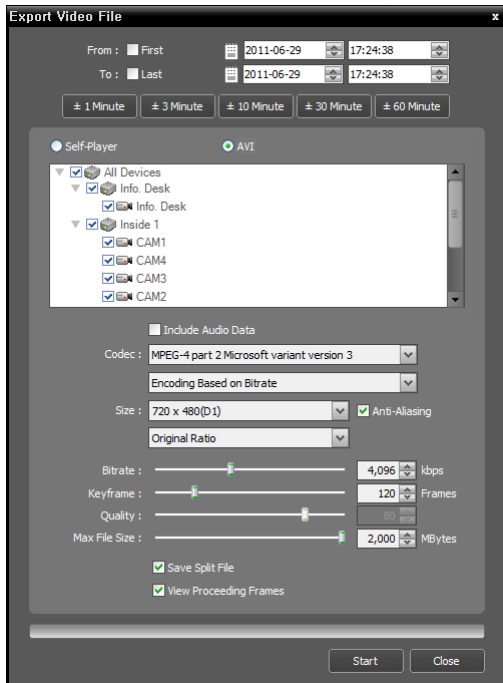 Export Video File x
From : First 2011-06-29 17:24:38
To : Last 2011-06-29 17:24:38
± 1 Minute ± 3 Minute ± 10 Minute ± 30 Minute ± 60 Minute
Self-Player AVI
All Devices
Info. Desk
Info. Desk
Inside 1
CAM1
CAM4
CAM3
CAM2
Include Audio Data
Codec : MPEG-4 part 2 Microsoft variant version 3
Encoding Based on Bitrate
Size : 720 x 480(D1) Anti-Aliasing
Original Ratio
Bitrate : 4,096 kbps
Keyframe : 120 Frames
Quality : 80
Max File Size : 2,000 MBytes
Save Split File
View Proceeding Frames
Start Close